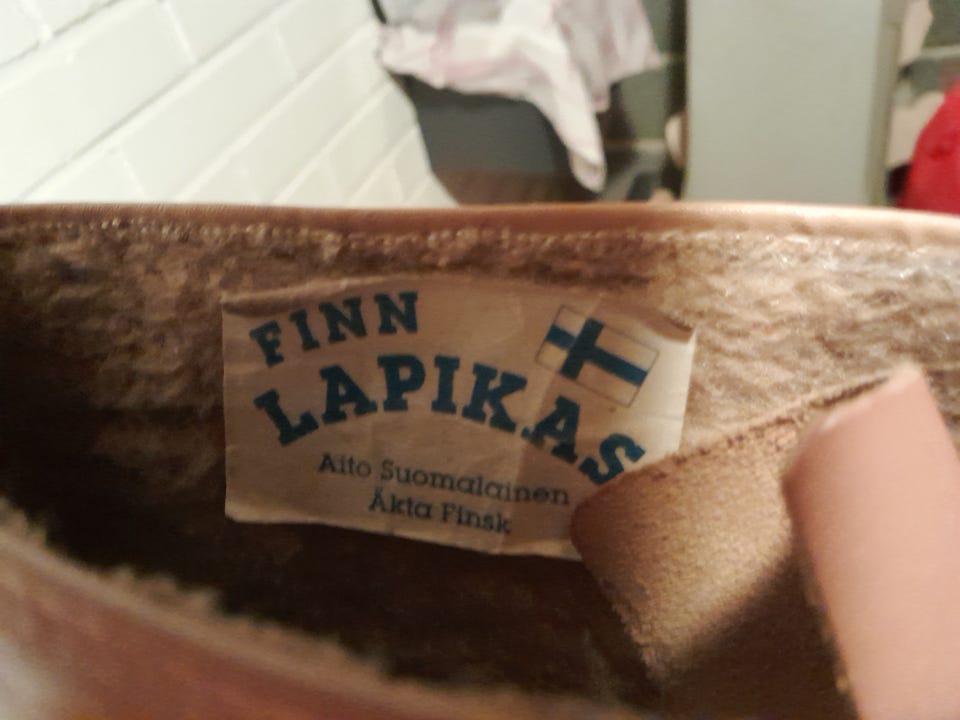 FINN
LAPIKAS
Aito Suomalainen
Äkta Finsk